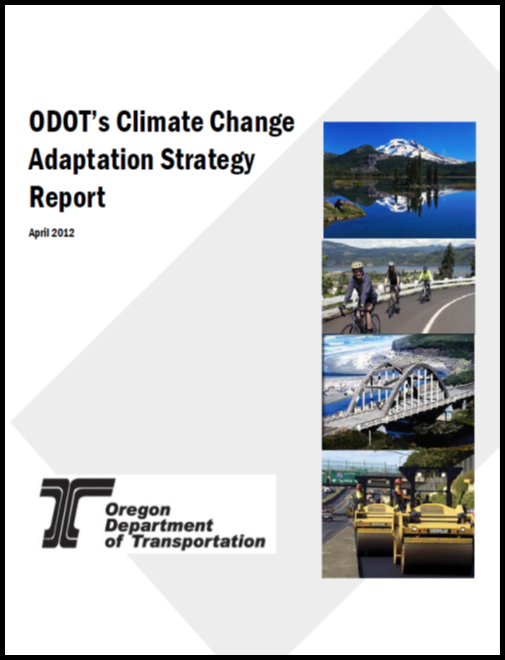 ODOT's Climate Change
Adaptation Strategy
Report
April 2012
Oregon
Department
of Transportation